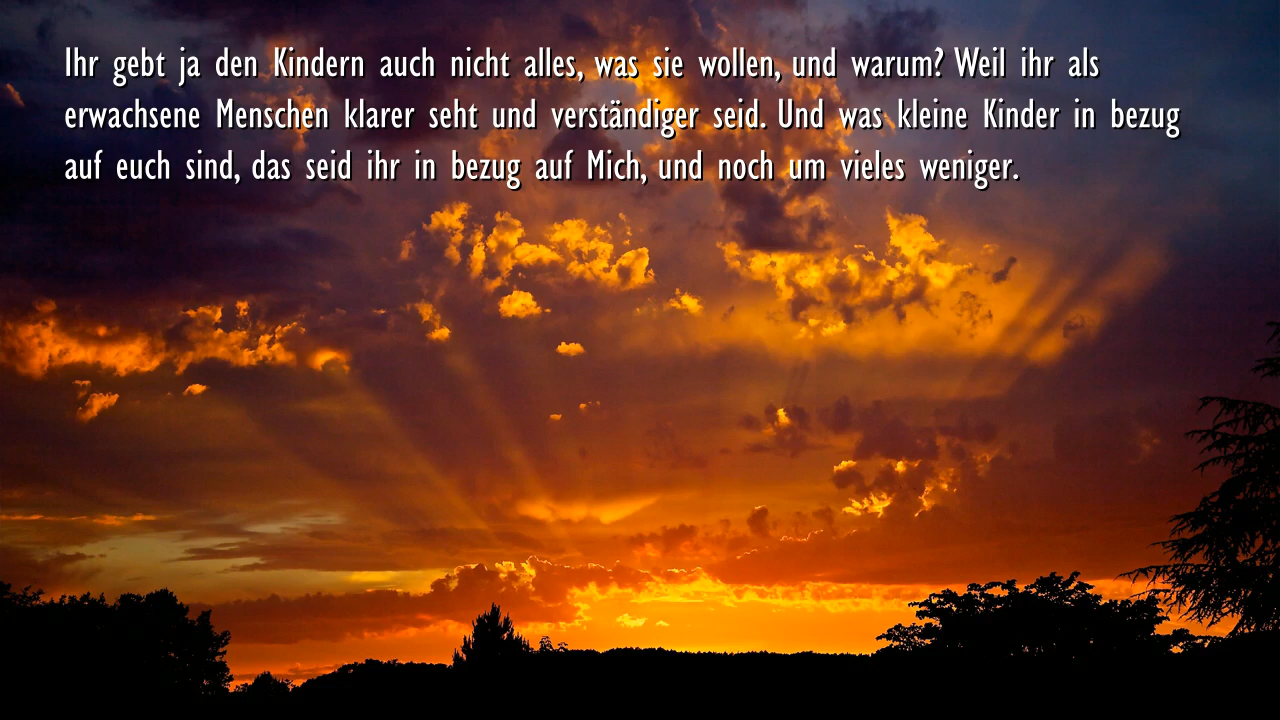 Ihr gebt ja den Kindern auch nicht alles, was sie wollen, und warum? Weil ihr als
erwachsene Menschen klarer seht und verständiger seid. Und was kleine Kinder in bezug
auf euch sind, das seid ihr in bezug auf Mich, und noch um vieles weniger.